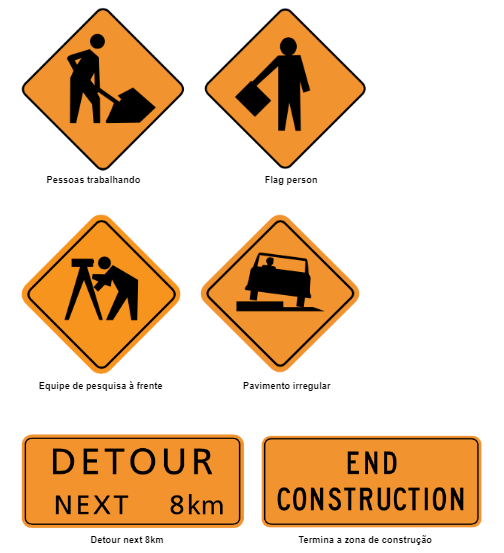 Pessoas trabalhando
Flag person
Equipe de pesquisa à frente
Pavimento irregular
DETOUR
NEXT 8km
END
CONSTRUCTION
Detour next 8km
Termina a zona de construção